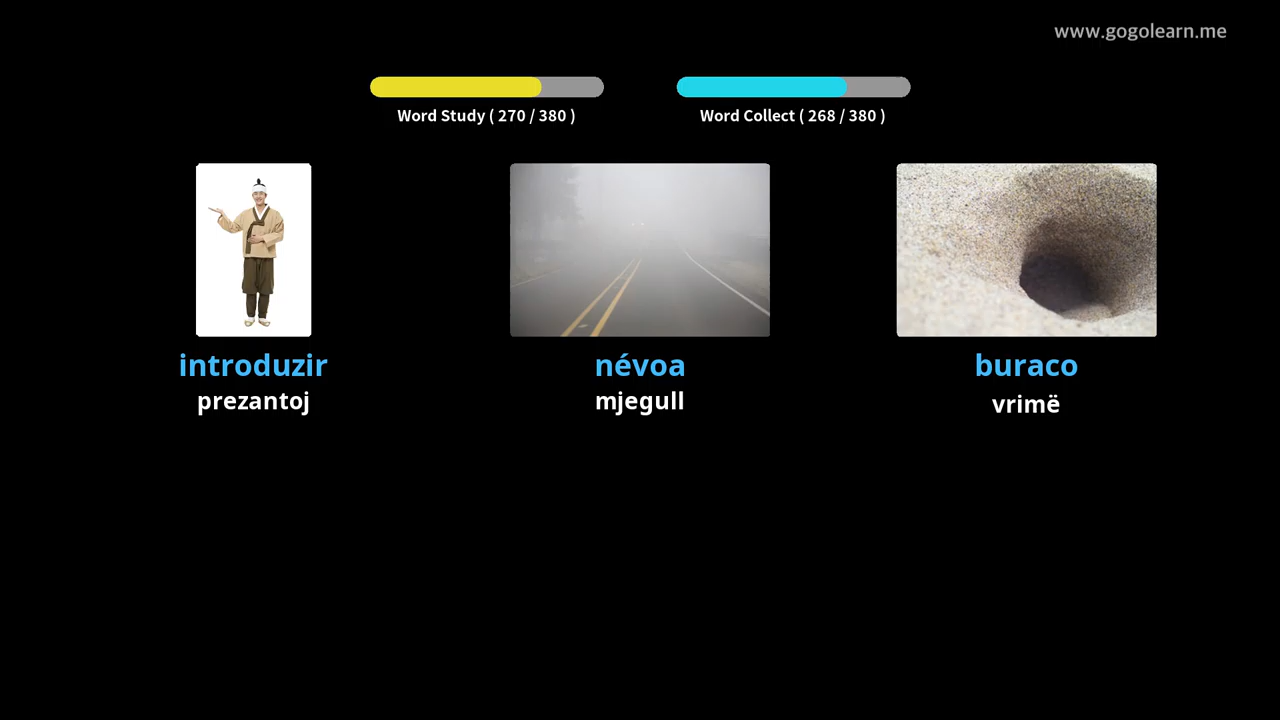 www.gogolearn.me
Word Study ( 270 / 380 )
Word Collect ( 268 / 380 )
introduzir
prezantoj
névoa
mjegull
buraco
vrimë